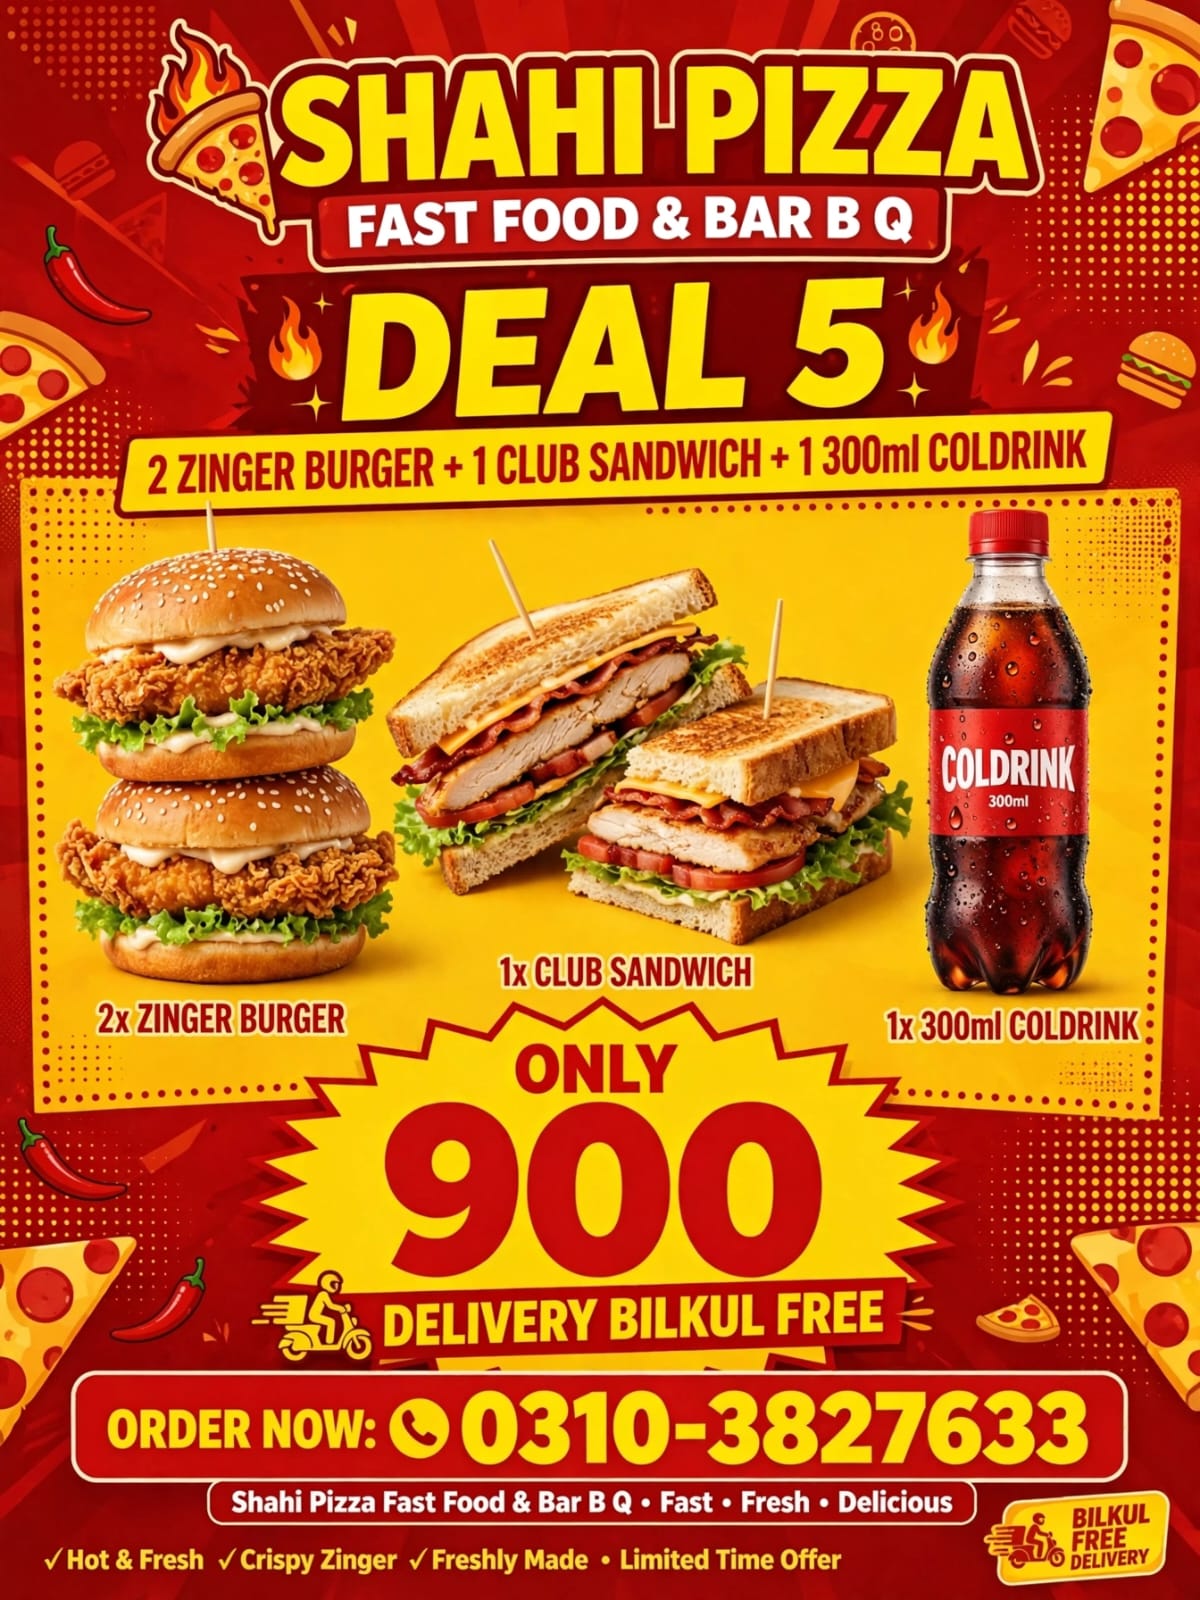 SHAHI PIZZA
FAST FOOD & BAR B Q
DEAL 5
2 ZINGER BURGER + 1 CLUB SANDWICH + 1 300ml COLDRINK
COLDRINK
300ml
1x CLUB SANDWICH
2x ZINGER BURGER
1x 300ml COLDRINK
ONLY
900
DELIVERY BILKUL FREE
ORDER NOW: 0310-3827633
Shahi Pizza Fast Food & Bar B Q • Fast • Fresh • Delicious
✓Hot & Fresh ✓Crispy Zinger ✓Freshly Made • Limited Time Offer
BILKUL
FREE
DELIVERY